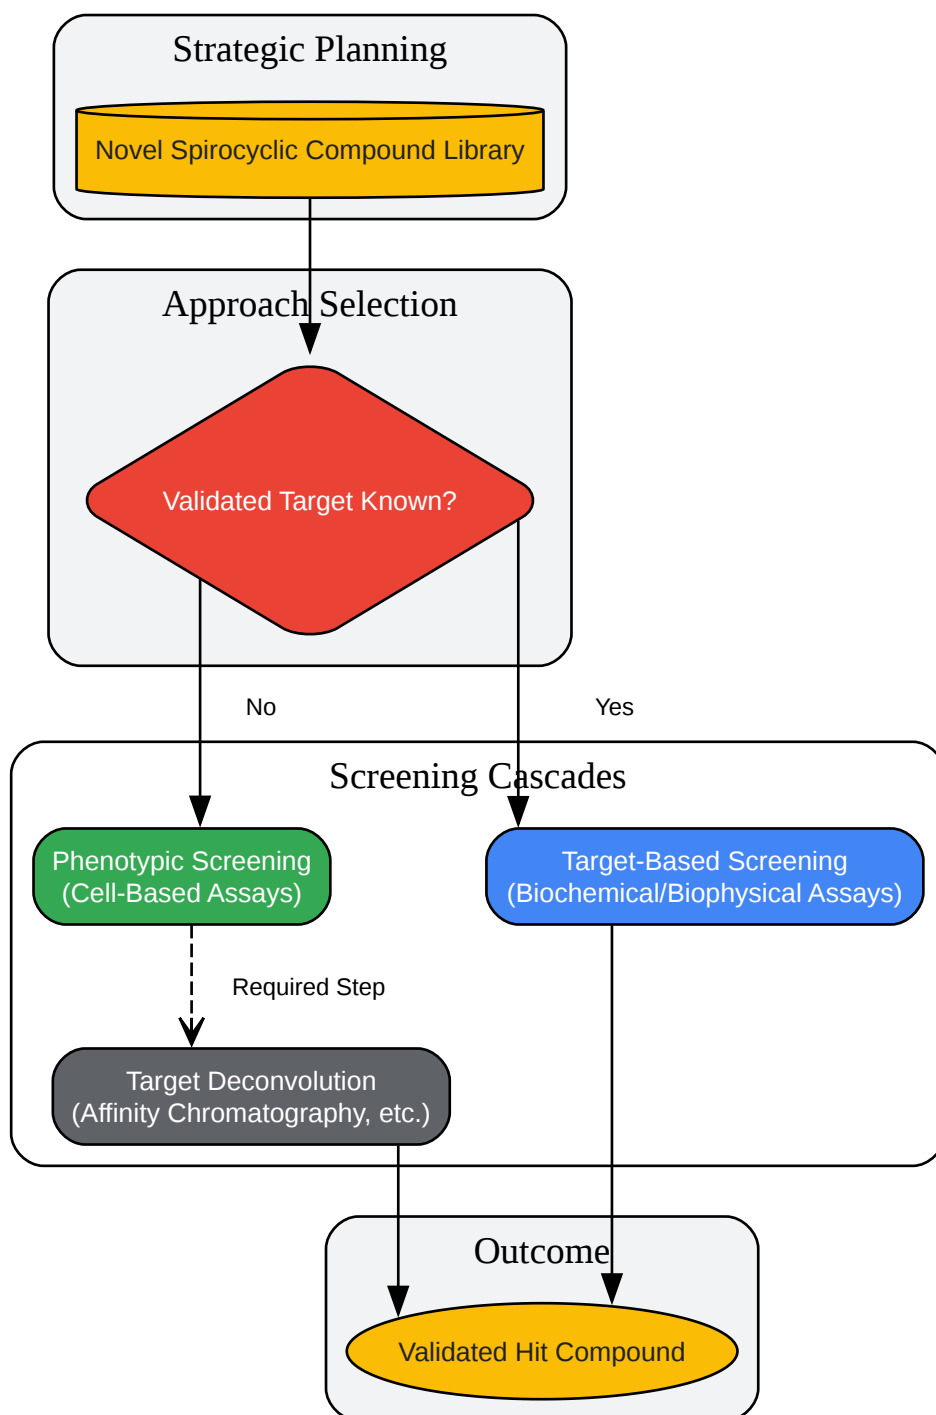 Strategic Planning
Novel Spirocyclic Compound Library
Approach Selection
Validated Target Known?
No
Yes
Screening Cascades
Phenotypic Screening
(Cell-Based Assays)
Target-Based Screening
(Biochemical/Biophysical Assays)
Required Step
Target Deconvolution
(Affinity Chromatography, etc.)
Outcome
Validated Hit Compound